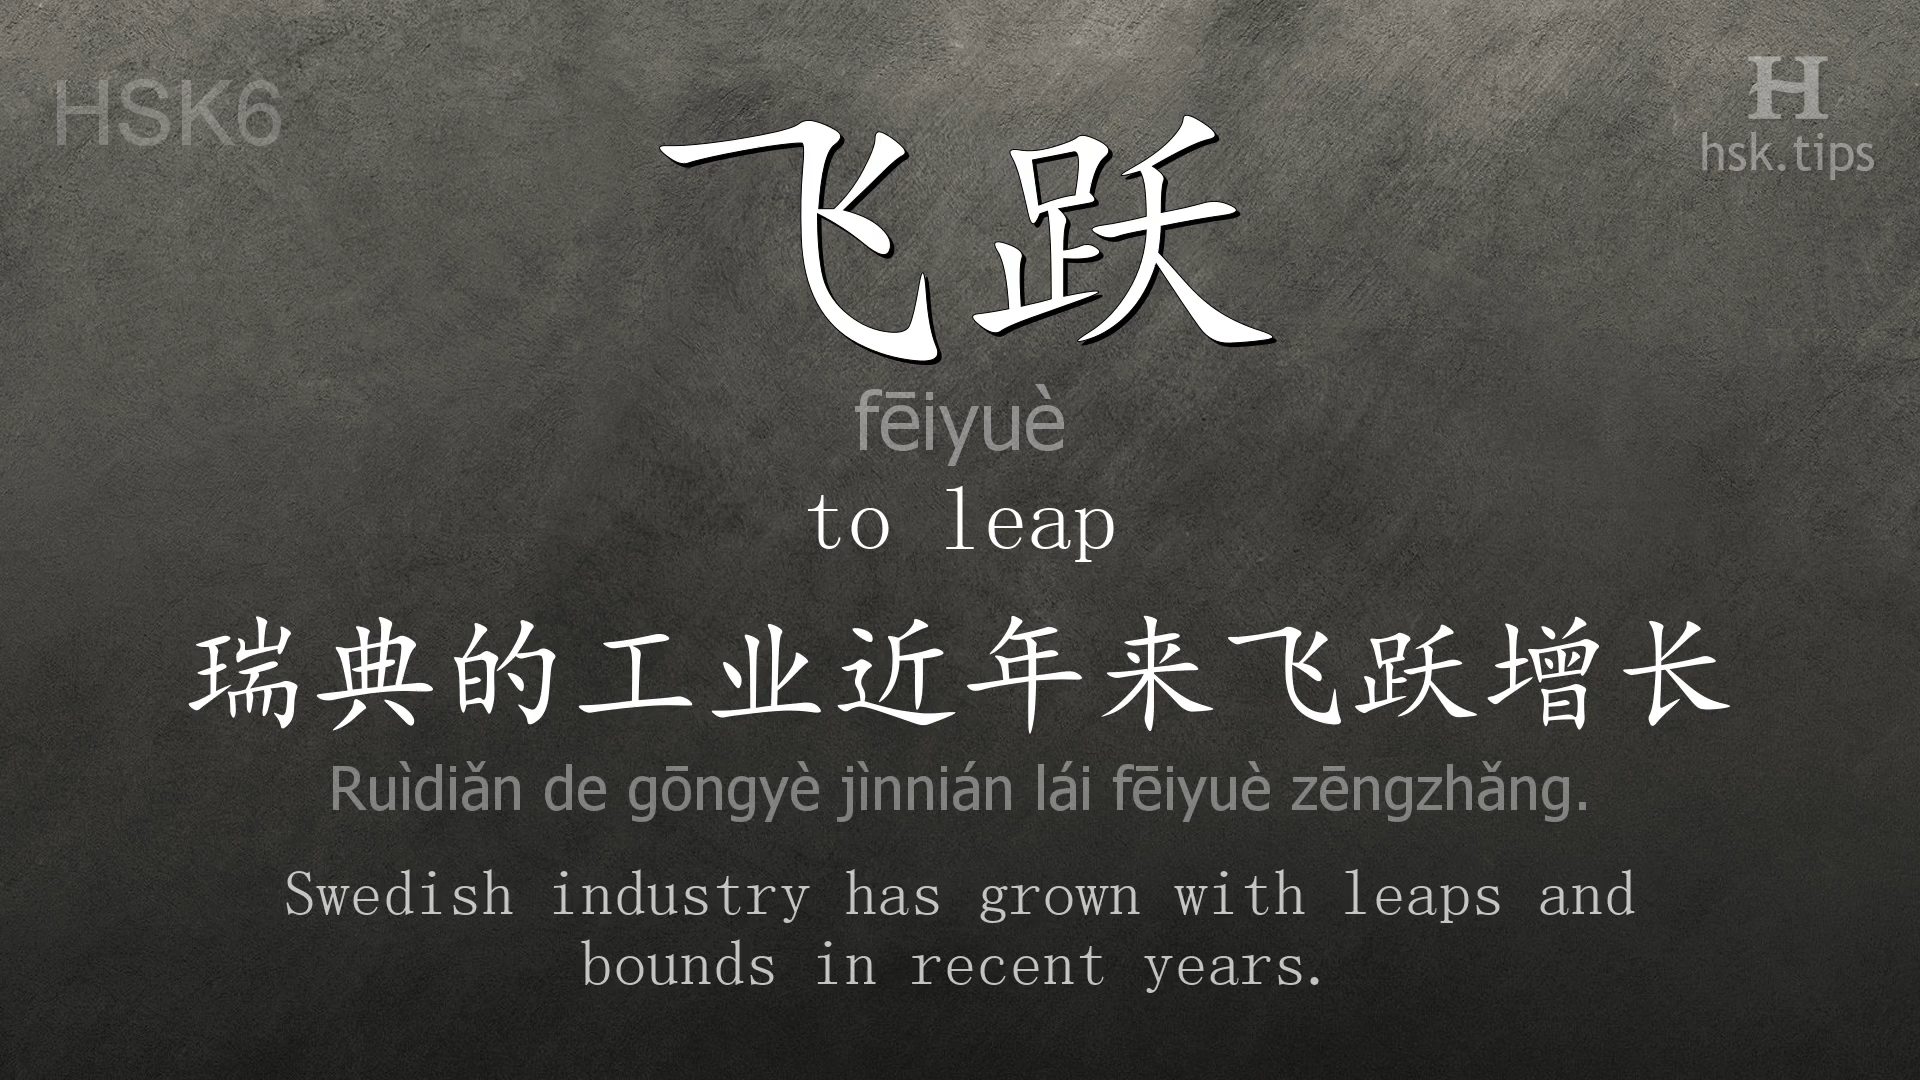 HSK6
H
hsk.tips
飞跃
fēiyuè
to leap
瑞典的工业近年来飞跃增长
Ruìdiǎn de gōngyè jìnnián lái fēiyuè zēngzhǎng.
Swedish industry has grown with leaps and
bounds in recent years.